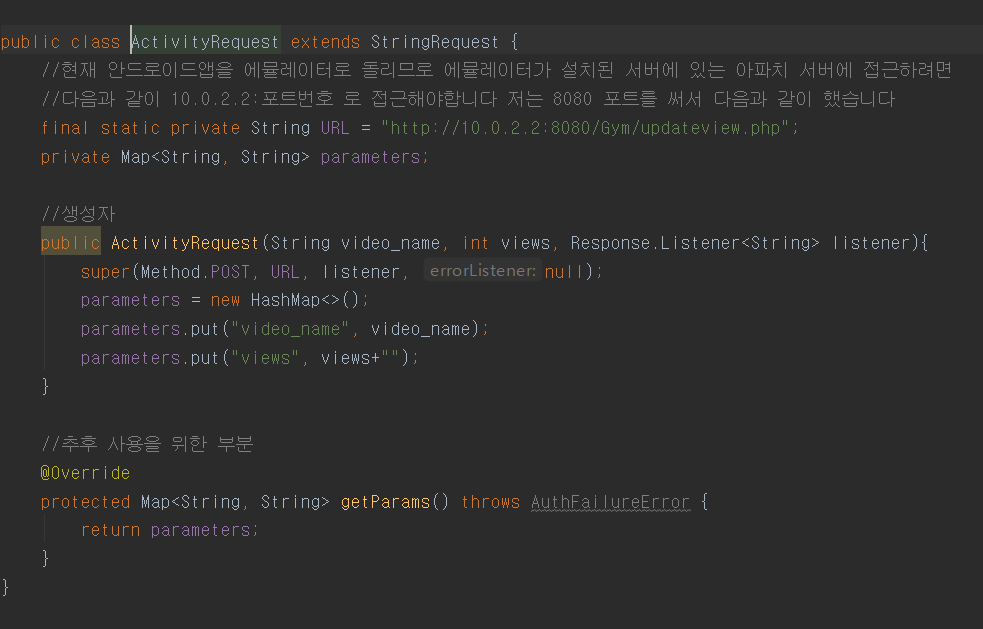 public class ActivityRequest extends StringRequest {
//현재 안드로이드앱을 에뮬레이터로 돌리므로 에뮬레이터가 설치된 서버에 있는 아파치 서버에 접근하려면
//다음과 같이 10.0.2.2:포트번호 로 접근해야합니다 저는 8080 포트를 써서 다음과 같이 했습니다
final static private String URL = "http://10.0.2.2:8080/Gym/updateview.php";
private Map<String, String> parameters;
//생성자
public ActivityRequest(String video_name, int views, Response.Listener<String> listener){
super(Method.POST, URL, listener, errorListener: null);
parameters = new HashMap<>();
parameters.put("video_name", video_name);
parameters.put("views", views+"");
}
//추후 사용을 위한 부분
@Override
protected Map<String, String> getParams() throws AuthFailureError {
return parameters;
}
}